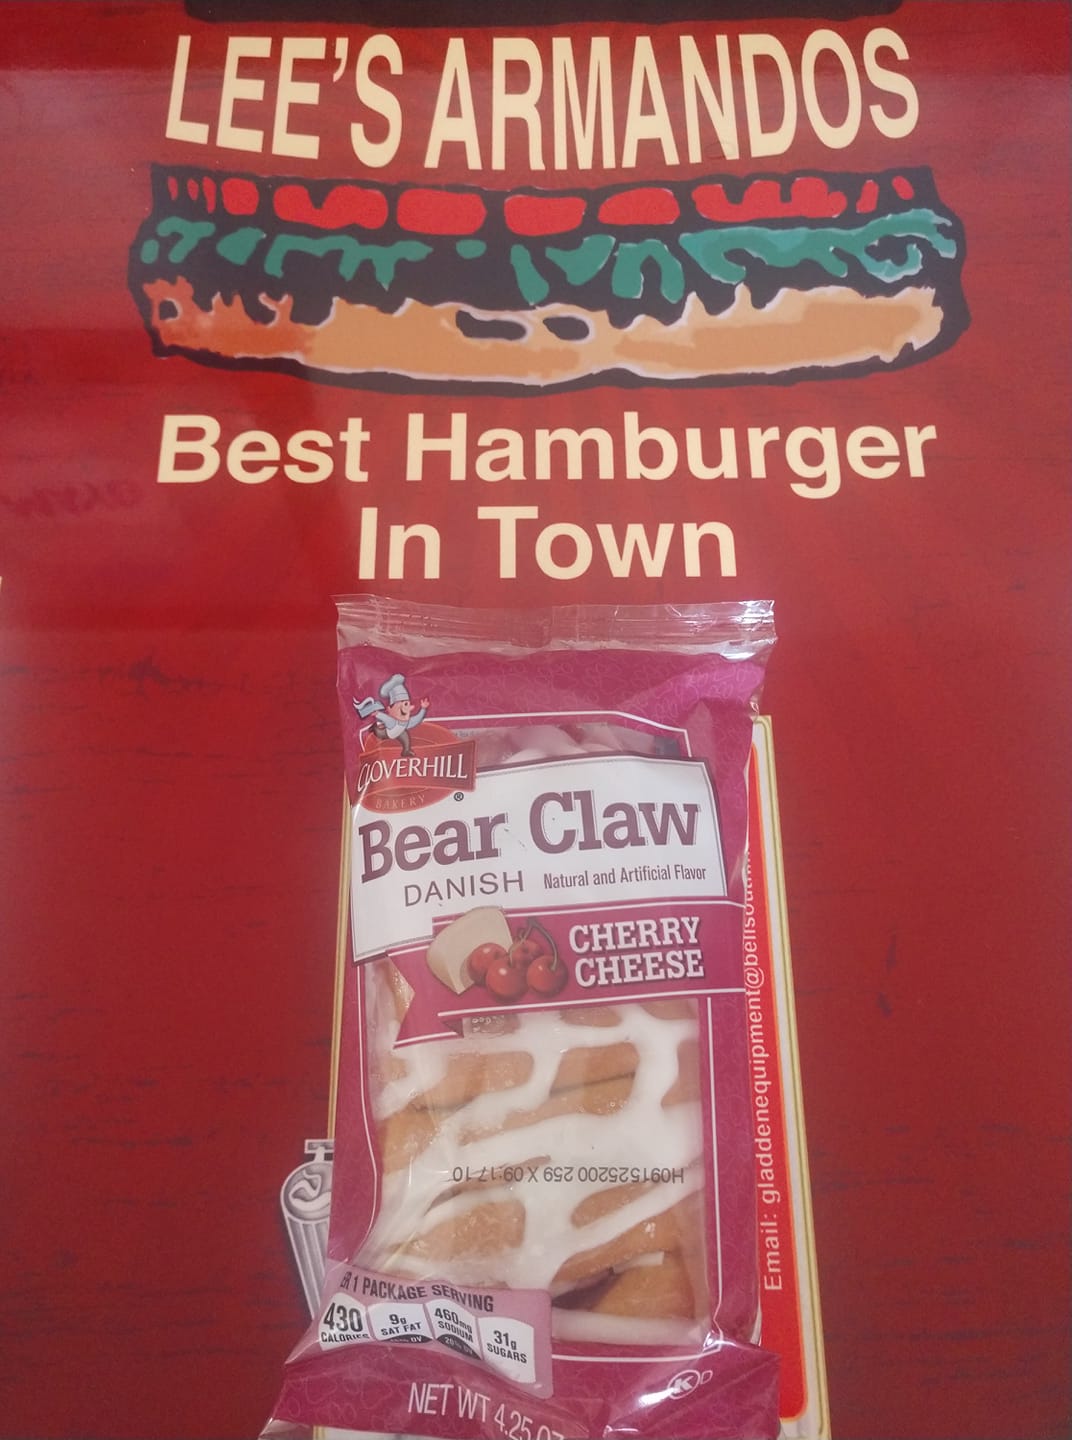 LEE'S ARMANDOS
Best Hamburger
In Town
CLOVERHILL
BAKERY ®
Bear Claw
DANISH Natural and Artificial Flavor
CHERRY
CHEESE
H091525200 259 X 09:17 10
1 PACKAGE SERVING
430
CALORIES
9g
SAT FAT
460mg
SODIUM
31g
SUGARS
NET WT 4.25 OZ
K D
Email: gladdenequipment@bellsouth